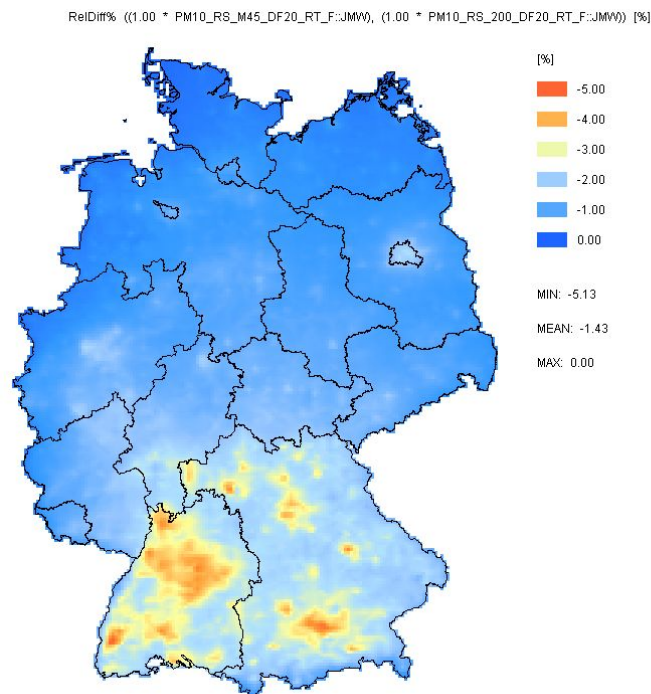 RelDiff% ((1.00 * PM10_RS_M45_DF20_RT_F::JMW), (1.00 * PM10_RS_200_DF20_RT_F::JMW)) [%]
[%]
-5.00
-4.00
-3.00
-2.00
-1.00
0.00
MIN: -5.13
MEAN: -1.43
MAX: 0.00